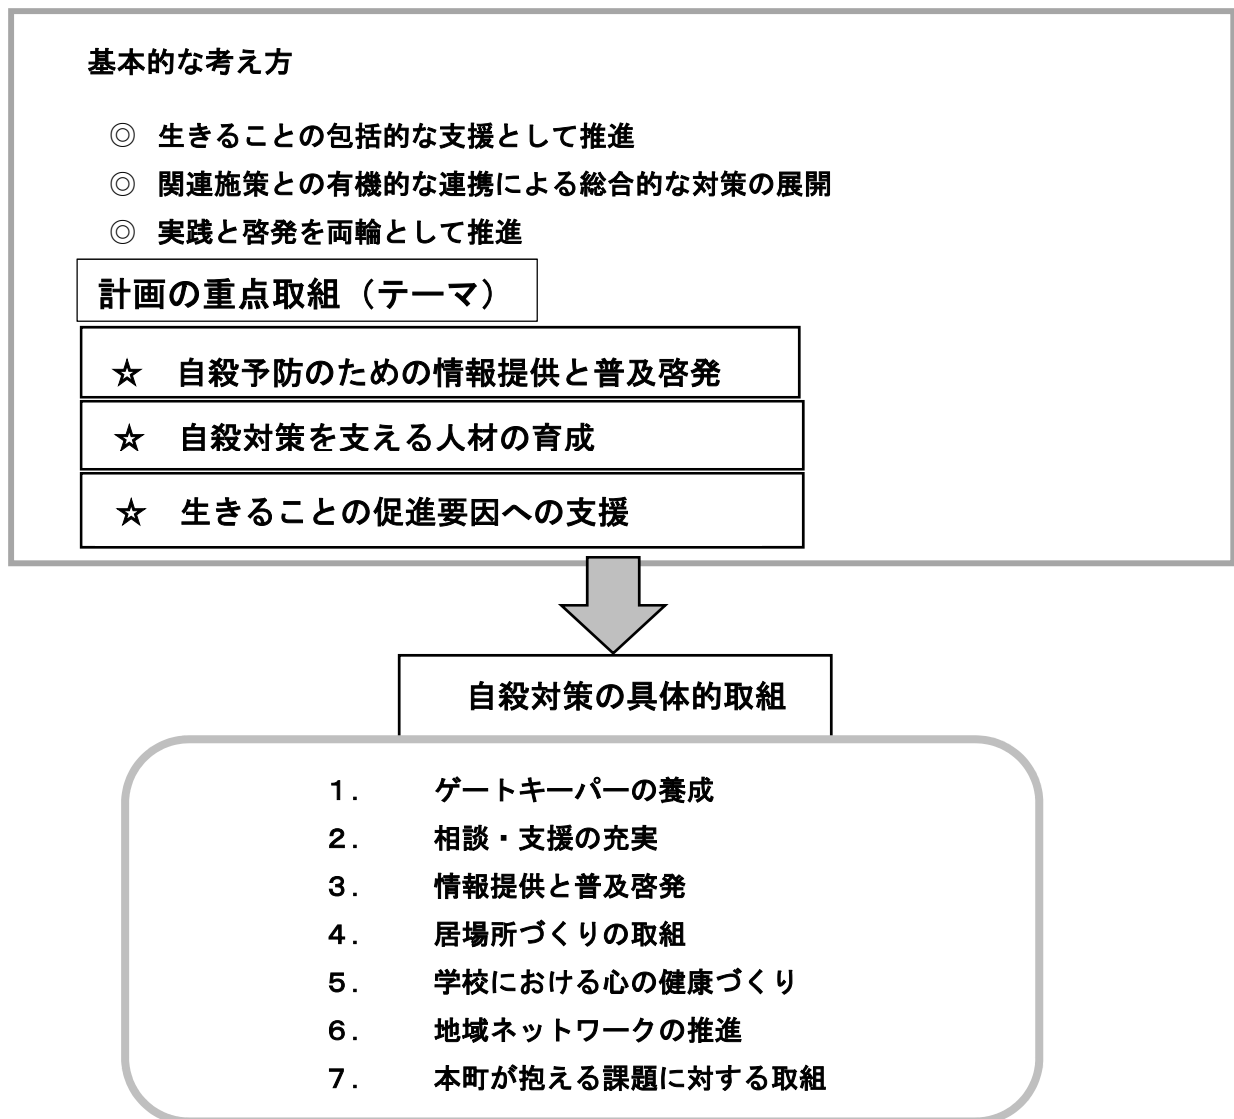 基本的な考え方
◎ 生きることの包括的な支援として推進
◎ 関連施策との有機的な連携による総合的な対策の展開
◎ 実践と啓発を両輪として推進
計画の重点取組（テーマ）
☆ 自殺予防のための情報提供と普及啓発
☆ 自殺対策を支える人材の育成
☆ 生きることの促進要因への支援
自殺対策の具体的取組
１． ゲートキーパーの養成
２． 相談・支援の充実
３． 情報提供と普及啓発
４． 居場所づくりの取組
５． 学校における心の健康づくり
６． 地域ネットワークの推進
７． 本町が抱える課題に対する取組